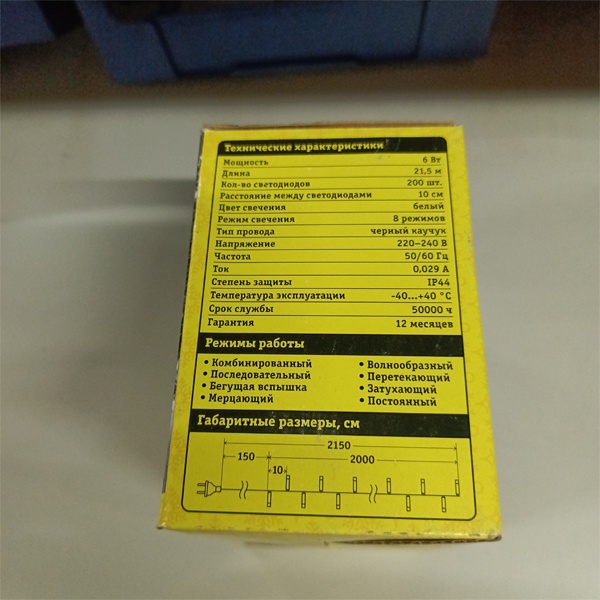 Технические характеристики
Мощность 6 Вт
Длина 21,5 м
Кол-во светодиодов 200 шт.
Расстояние между светодиодами 10 см
Цвет свечения белый
Режим свечения 8 режимов
Тип провода черный каучук
Напряжение 220–240 В
Частота 50/60 Гц
Ток 0,029 А
Степень защиты IP44
Температура эксплуатации -40...+40 °С
Срок службы 50000 ч
Гарантия 12 месяцев
Режимы работы
• Комбинированный • Волнообразный
• Последовательный • Перетекающий
• Бегущая вспышка • Затухающий
• Мерцающий • Постоянный
Габаритные размеры, см
2150
150 2000
10